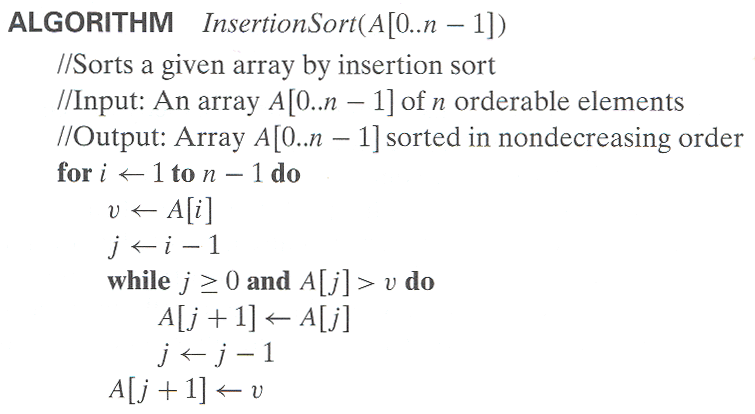 ALGORITHM InsertionSort(A[0..n − 1])
//Sorts a given array by insertion sort
//Input: An array A[0..n − 1] of n orderable elements
//Output: Array A[0..n − 1] sorted in nondecreasing order
for i ← 1 to n − 1 do
v ← A[i]
j ← i − 1
while j ≥ 0 and A[j] > v do
A[j + 1] ← A[j]
j ← j − 1
A[j + 1] ← v